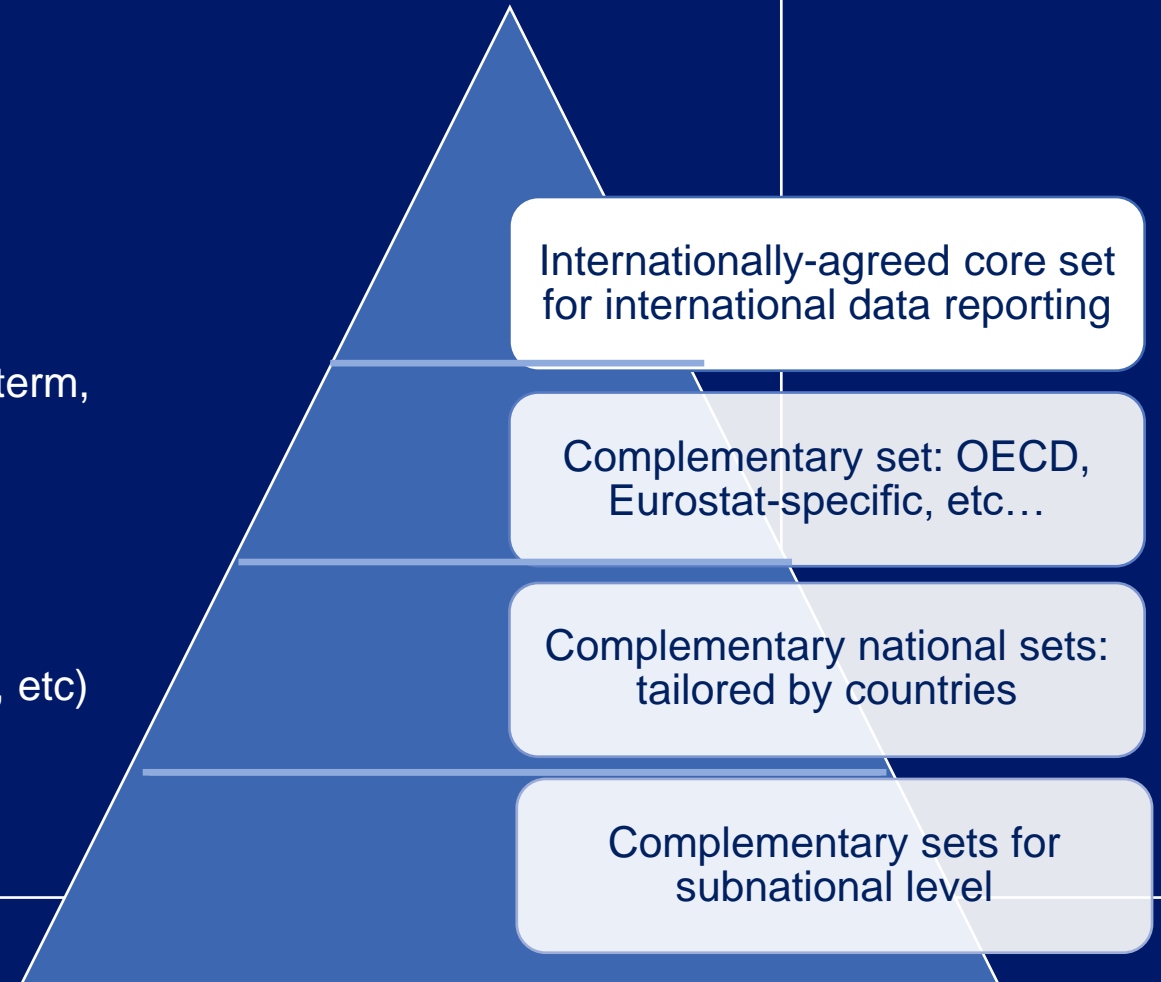 Internationally-agreed core set
for international data reporting
term,
Complementary set: OECD,
Eurostat-specific, etc…
Complementary national sets:
tailored by countries
, etc)
Complementary sets for
subnational level